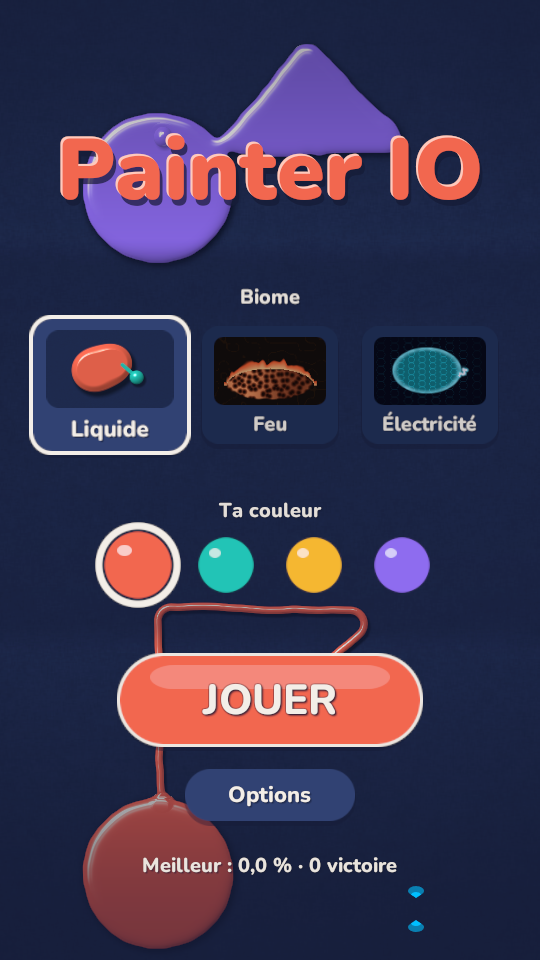 Painter IO
Biome
Liquide
Feu
Électricité
Ta couleur
JOUER
Options
Meilleur : 0,0 % · 0 victoire